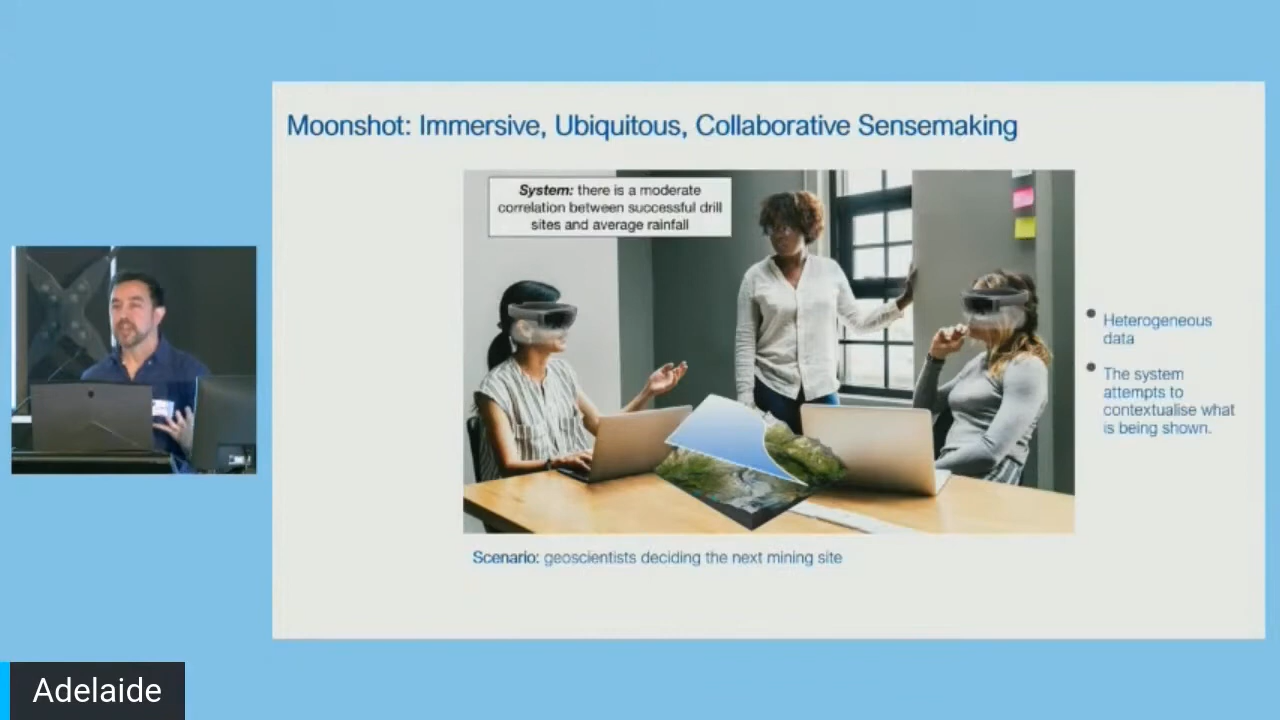 Moonshot: Immersive, Ubiquitous, Collaborative Sensemaking
System: there is a moderate
correlation between successful drill
sites and average rainfall
Heterogeneous
data
The system
attempts to
contextualise what
is being shown.
Scenario: geoscientists deciding the next mining site
Adelaide